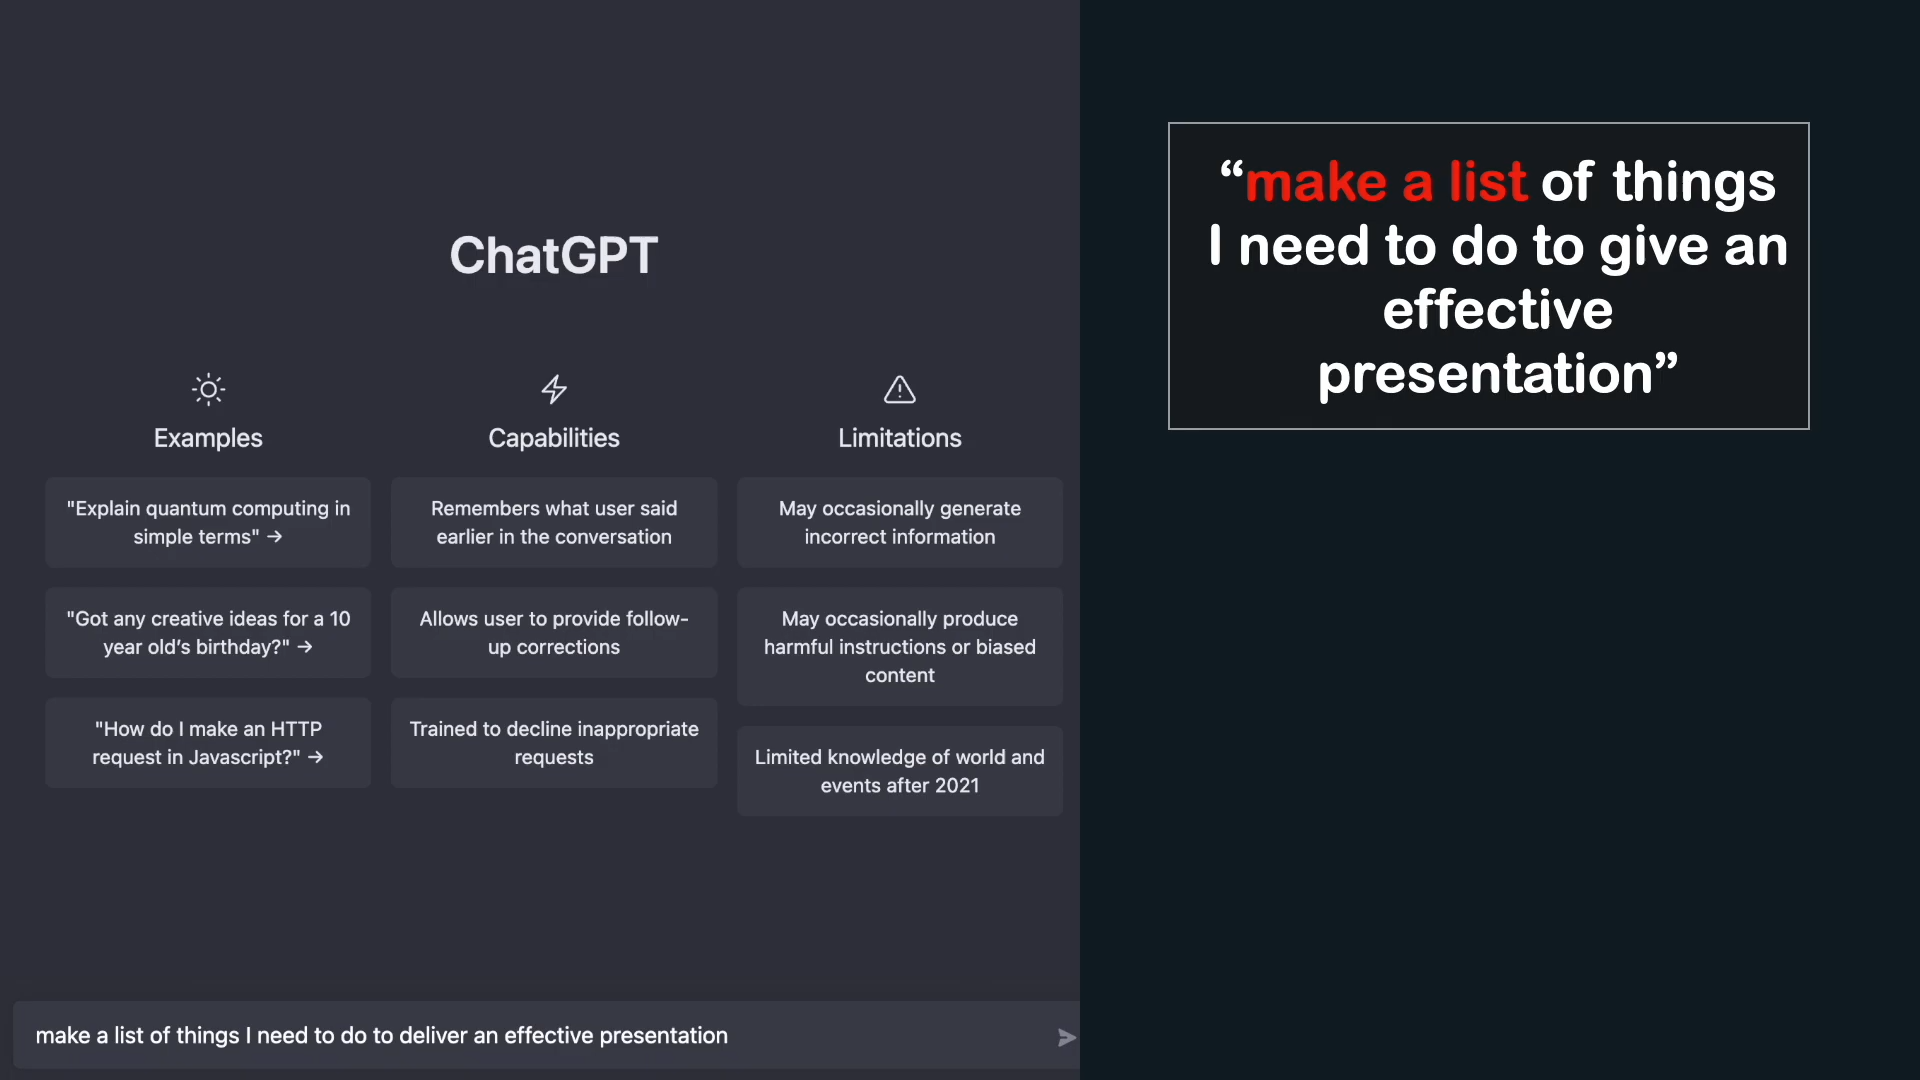 ChatGPT
Examples
"Explain quantum computing in
simple terms" →
"Got any creative ideas for a 10
year old's birthday?" →
"How do I make an HTTP
request in Javascript?" →
Capabilities
Remembers what user said
earlier in the conversation
Allows user to provide follow-
up corrections
Trained to decline inappropriate
requests
Limitations
May occasionally generate
incorrect information
May occasionally produce
harmful instructions or biased
content
Limited knowledge of world and
events after 2021
make a list of things I need to do to deliver an effective presentation
“make a list of things
I need to do to give an
effective
presentation”